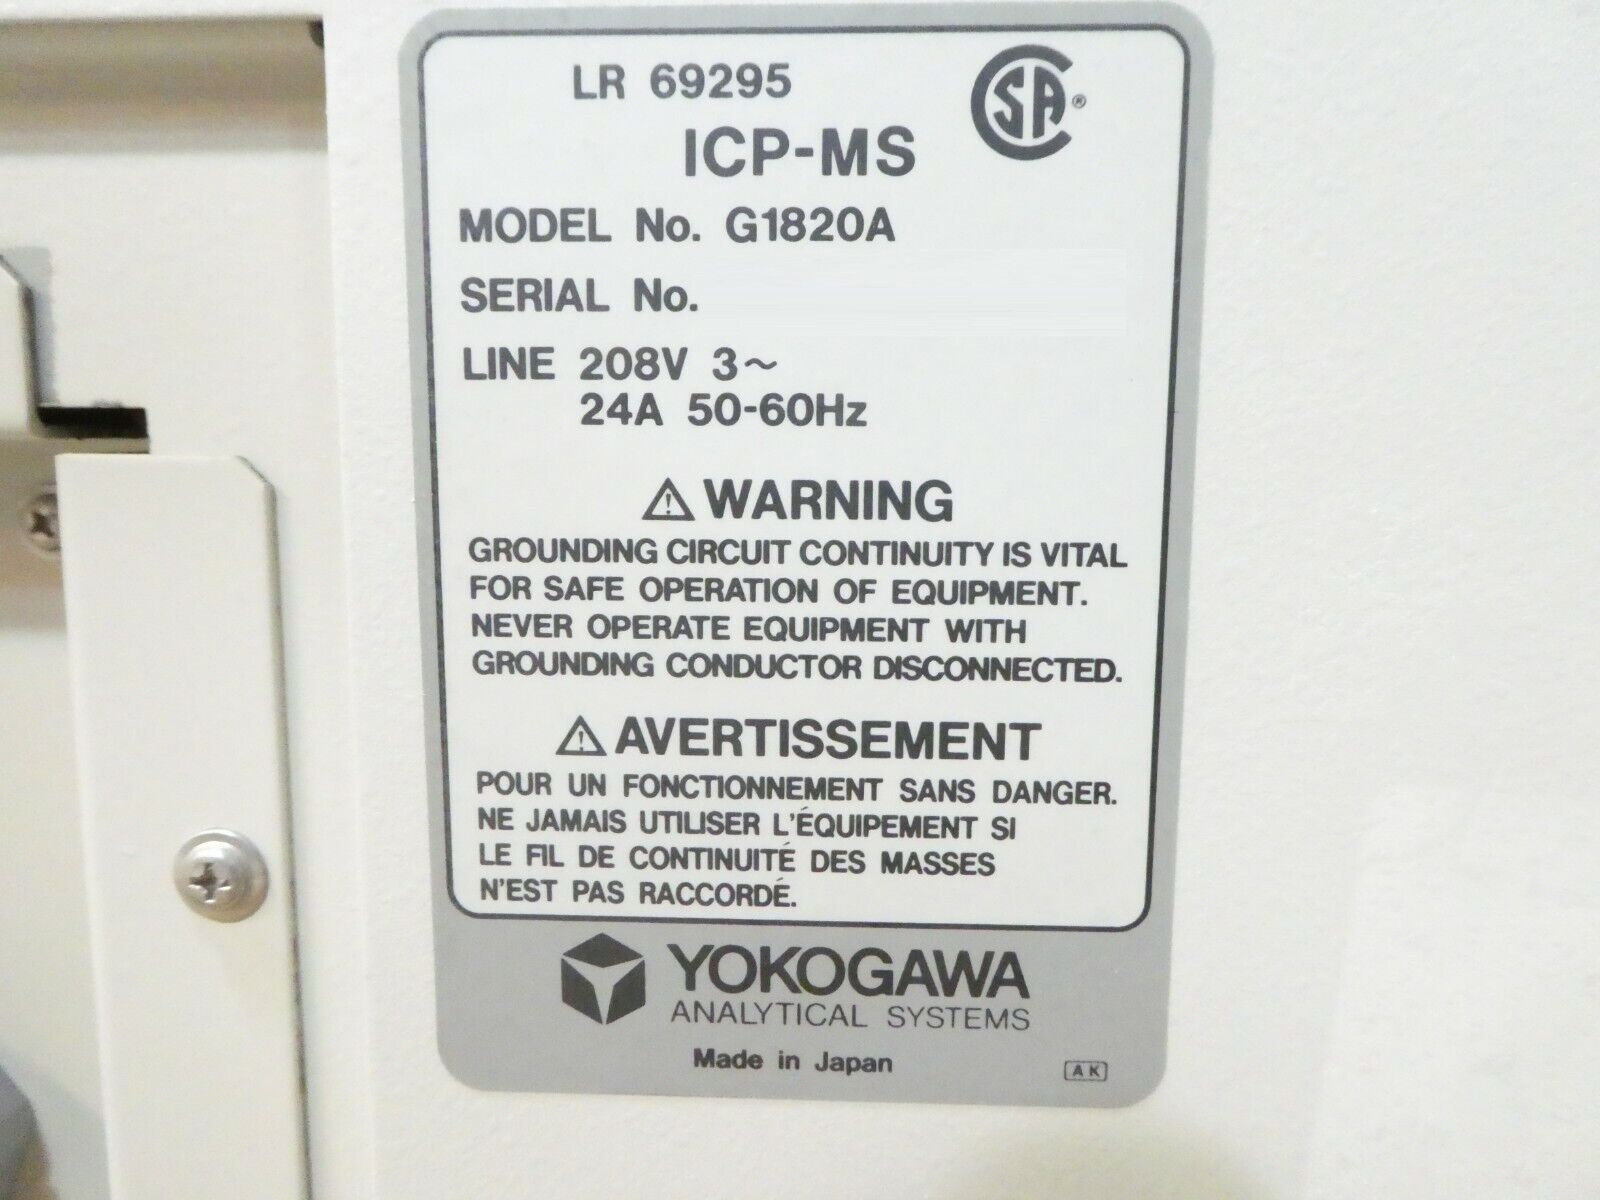 LR 69295
CSA®
ICP-MS
MODEL No. G1820A
SERIAL No.
LINE 208V 3~
24A 50-60Hz
WARNING
GROUNDING CIRCUIT CONTINUITY IS VITAL
FOR SAFE OPERATION OF EQUIPMENT.
NEVER OPERATE EQUIPMENT WITH
GROUNDING CONDUCTOR DISCONNECTED.
AVERTISSEMENT
POUR UN FONCTIONNEMENT SANS DANGER.
NE JAMAIS UTILISER L'ÉQUIPEMENT SI
LE FIL DE CONTINUITÉ DES MASSES
N'EST PAS RACCORDÉ.
YOKOGAWA
ANALYTICAL SYSTEMS
Made in Japan
AK